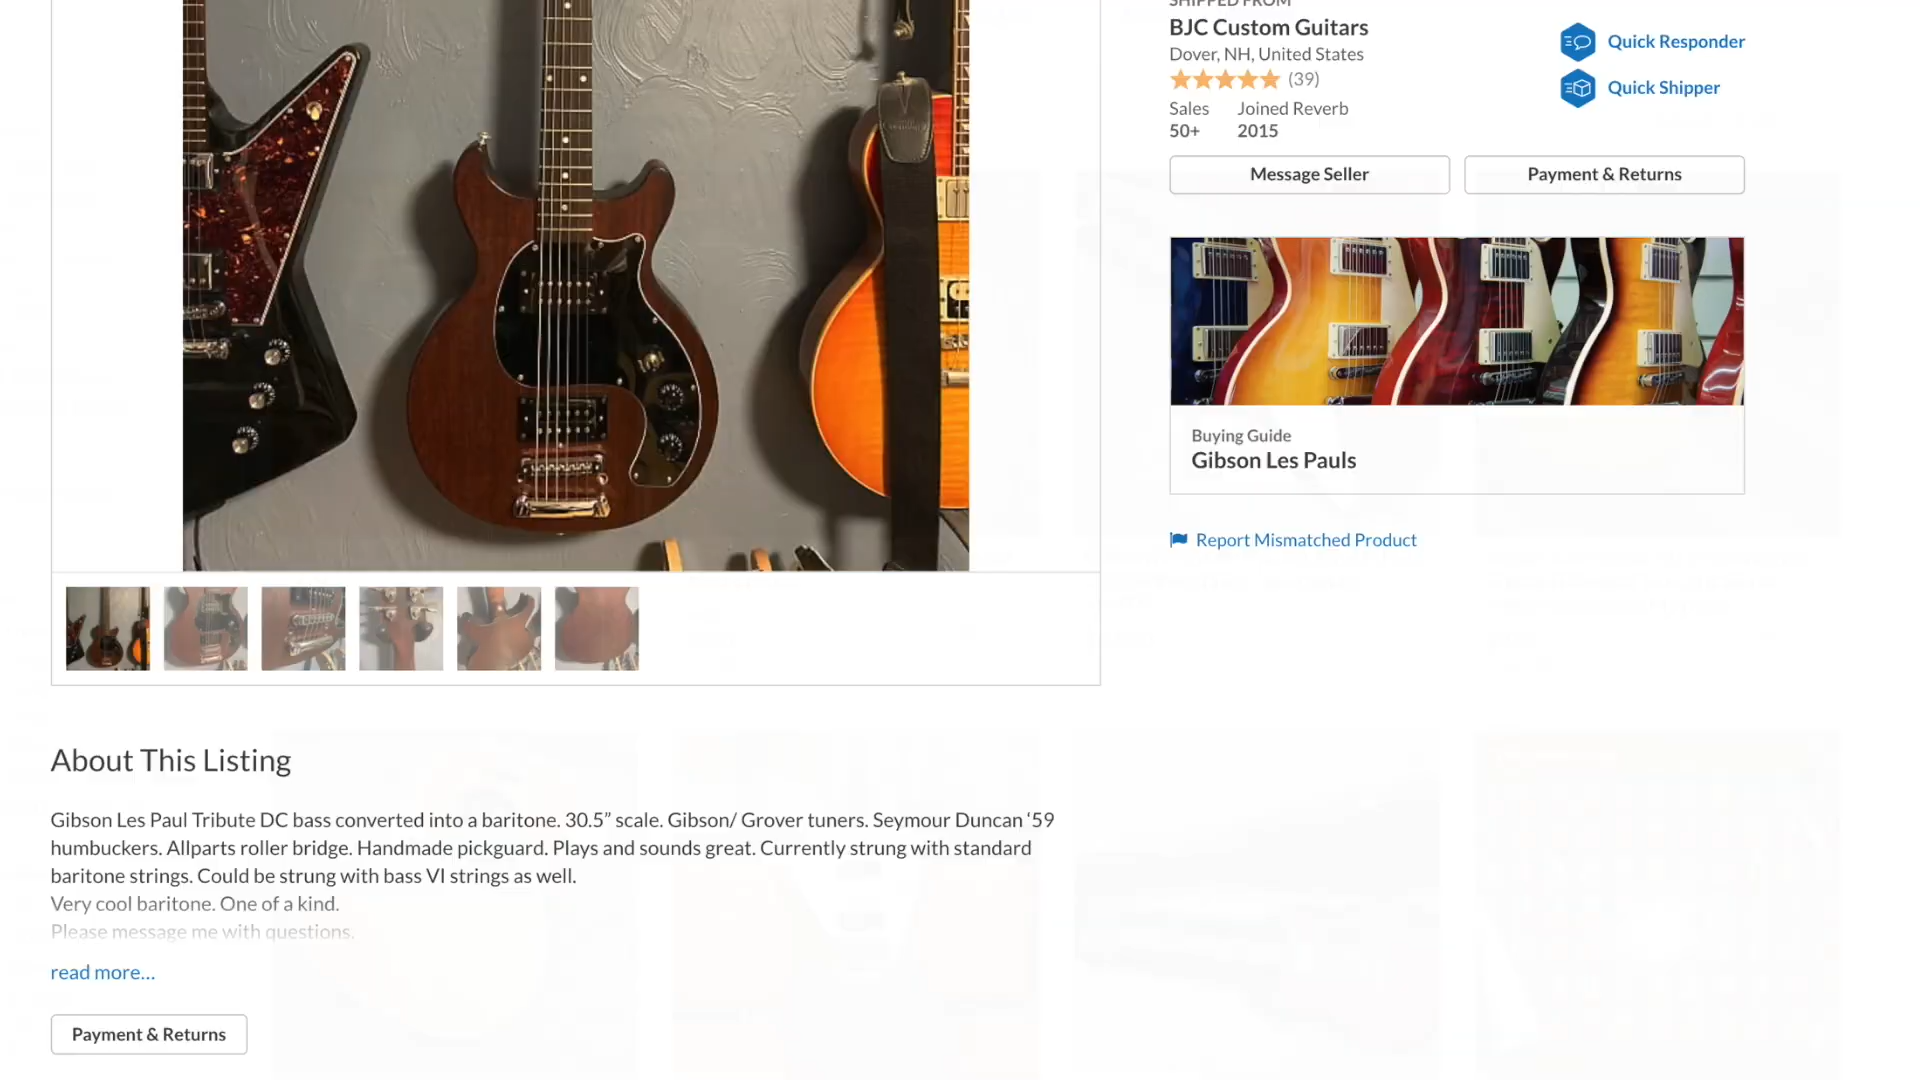 SHIPPED FROM
BJC Custom Guitars
Dover, NH, United States
(39)
Sales Joined Reverb
50+ 2015
Quick Responder
Quick Shipper
Message Seller
Payment & Returns
Buying Guide
Gibson Les Pauls
Report Mismatched Product
About This Listing
Gibson Les Paul Tribute DC bass converted into a baritone. 30.5” scale. Gibson/ Grover tuners. Seymour Duncan ‘59
humbuckers. Allparts roller bridge. Handmade pickguard. Plays and sounds great. Currently strung with standard
baritone strings. Could be strung with bass VI strings as well.
Very cool baritone. One of a kind.
Please message me with questions.
read more...
Payment & Returns